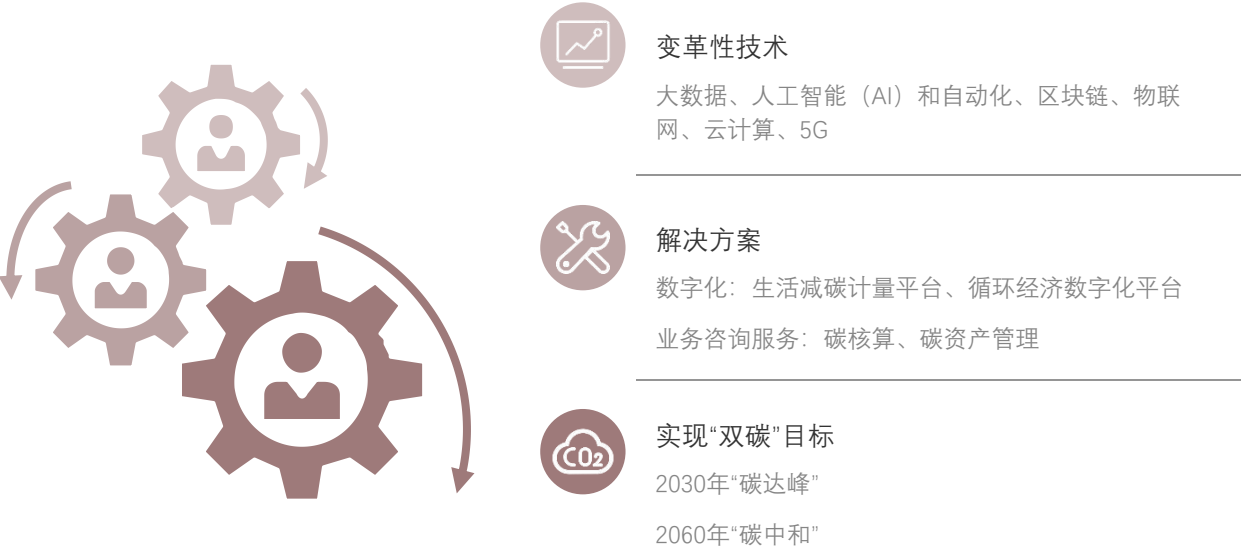 变革性技术
大数据、人工智能（AI）和自动化、区块链、物联
网、云计算、5G
解决方案
数字化：生活减碳计量平台、循环经济数字化平台
业务咨询服务：碳核算、碳资产管理
CO2
实现“双碳”目标
2030年“碳达峰”
2060年“碳中和”